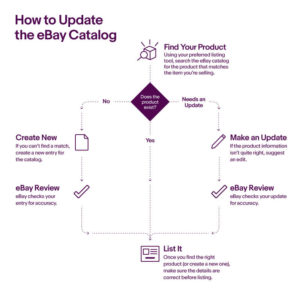 How to Update
the eBay Catalog
Find Your Product
Using your preferred listing
tool, search the eBay catalog
for the product that matches
the item you're selling.
Does the
product
exist?
No
Needs an
Update
Yes
Create New
If you can't find a match,
create a new entry for
the catalog.
Make an Update
If the product information
isn't quite right, suggest
an edit.
eBay Review
eBay checks your
entry for accuracy.
eBay Review
eBay checks your update
for accuracy.
List It
Once you find the right
product (or create a new one),
make sure the details are
correct before listing.